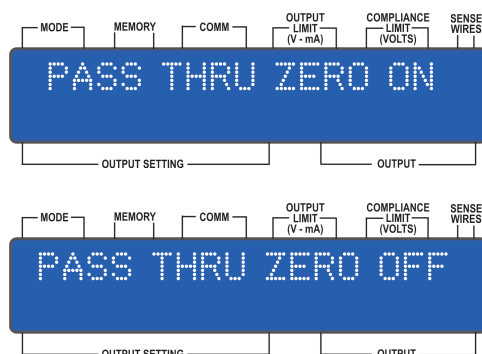 MODE MEMORY COMM OUTPUT LIMIT (V - mA) COMPLIANCE LIMIT (VOLTS) SENSE WIRES
PASS THRU ZERO ON
OUTPUT SETTING OUTPUT
MODE MEMORY COMM OUTPUT LIMIT (V - mA) COMPLIANCE LIMIT (VOLTS) SENSE WIRES
PASS THRU ZERO OFF
OUTPUT SETTING OUTPUT